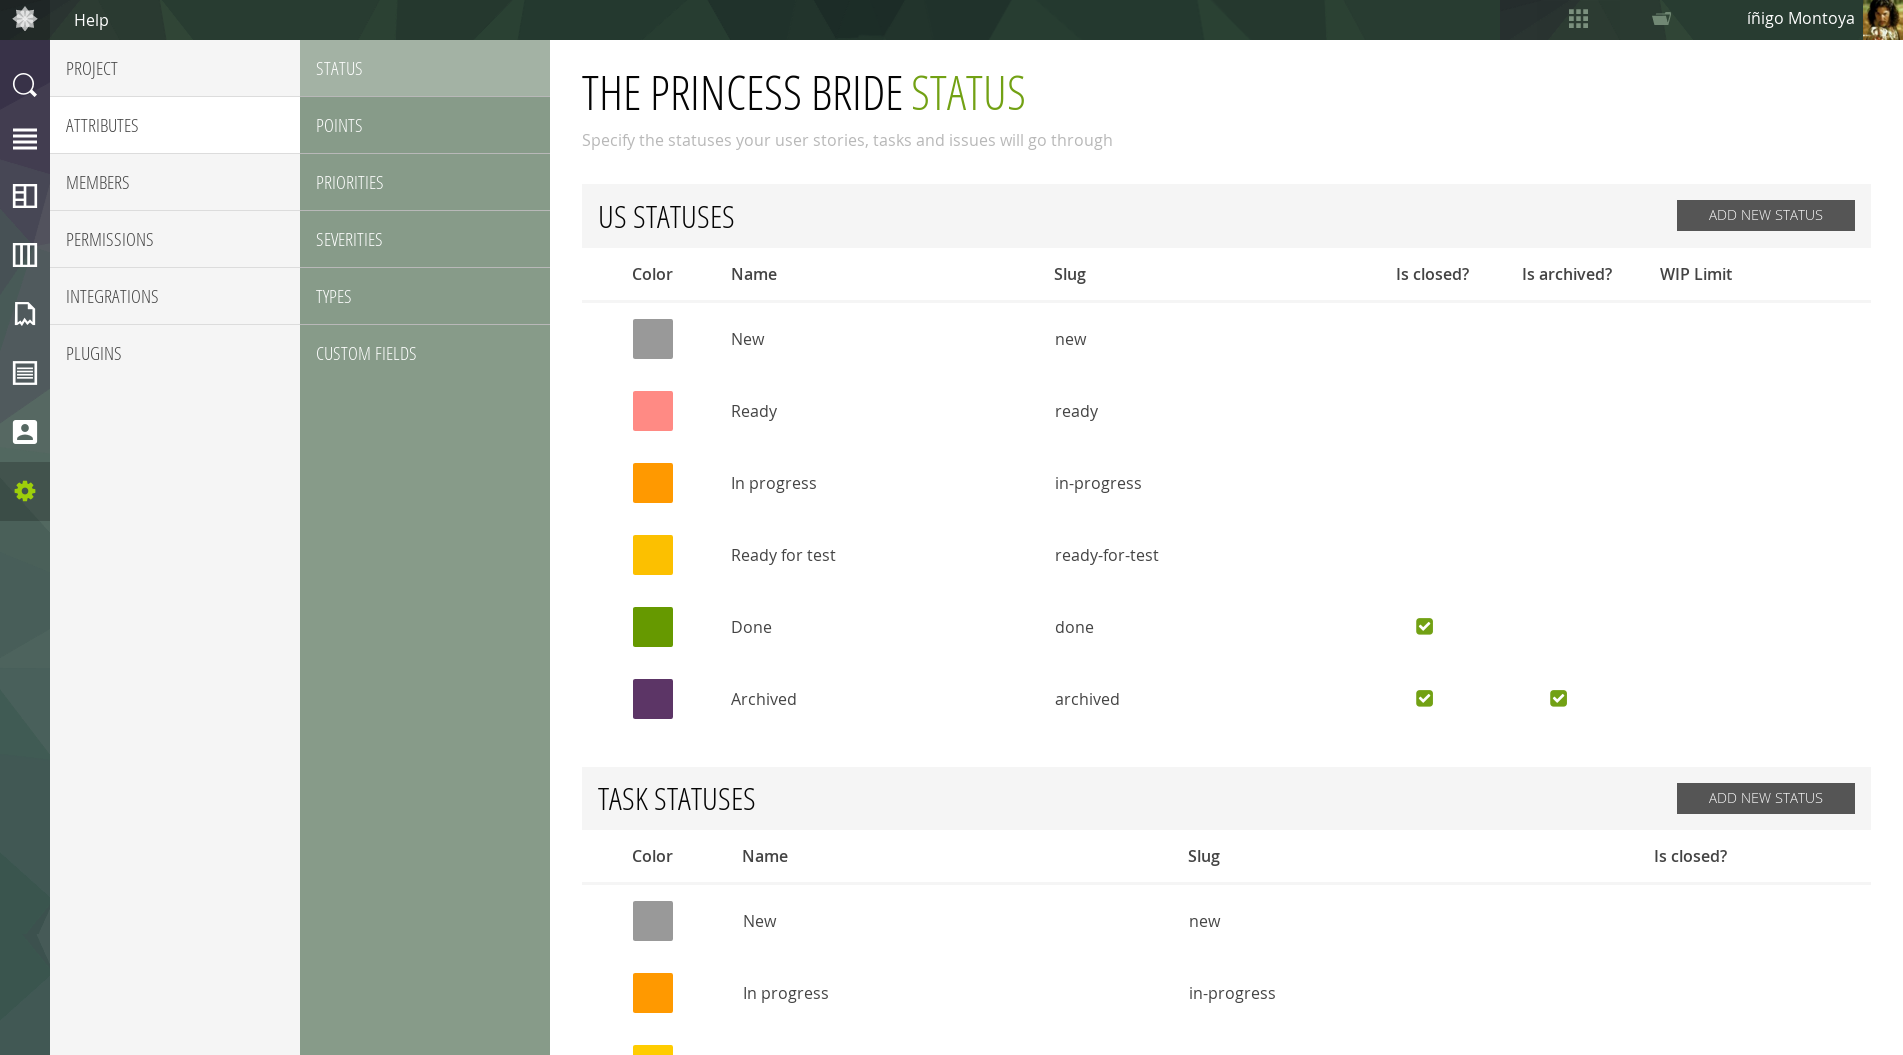 Help
íñigo Montoya
PROJECT
ATTRIBUTES
MEMBERS
PERMISSIONS
INTEGRATIONS
PLUGINS
STATUS
POINTS
PRIORITIES
SEVERITIES
TYPES
CUSTOM FIELDS
THE PRINCESS BRIDE STATUS
Specify the statuses your user stories, tasks and issues will go through
US STATUSES
ADD NEW STATUS
Color Name Slug Is closed? Is archived? WIP Limit
New new
Ready ready
In progress in-progress
Ready for test ready-for-test
Done done
Archived archived
TASK STATUSES
ADD NEW STATUS
Color Name Slug Is closed?
New new
In progress in-progress